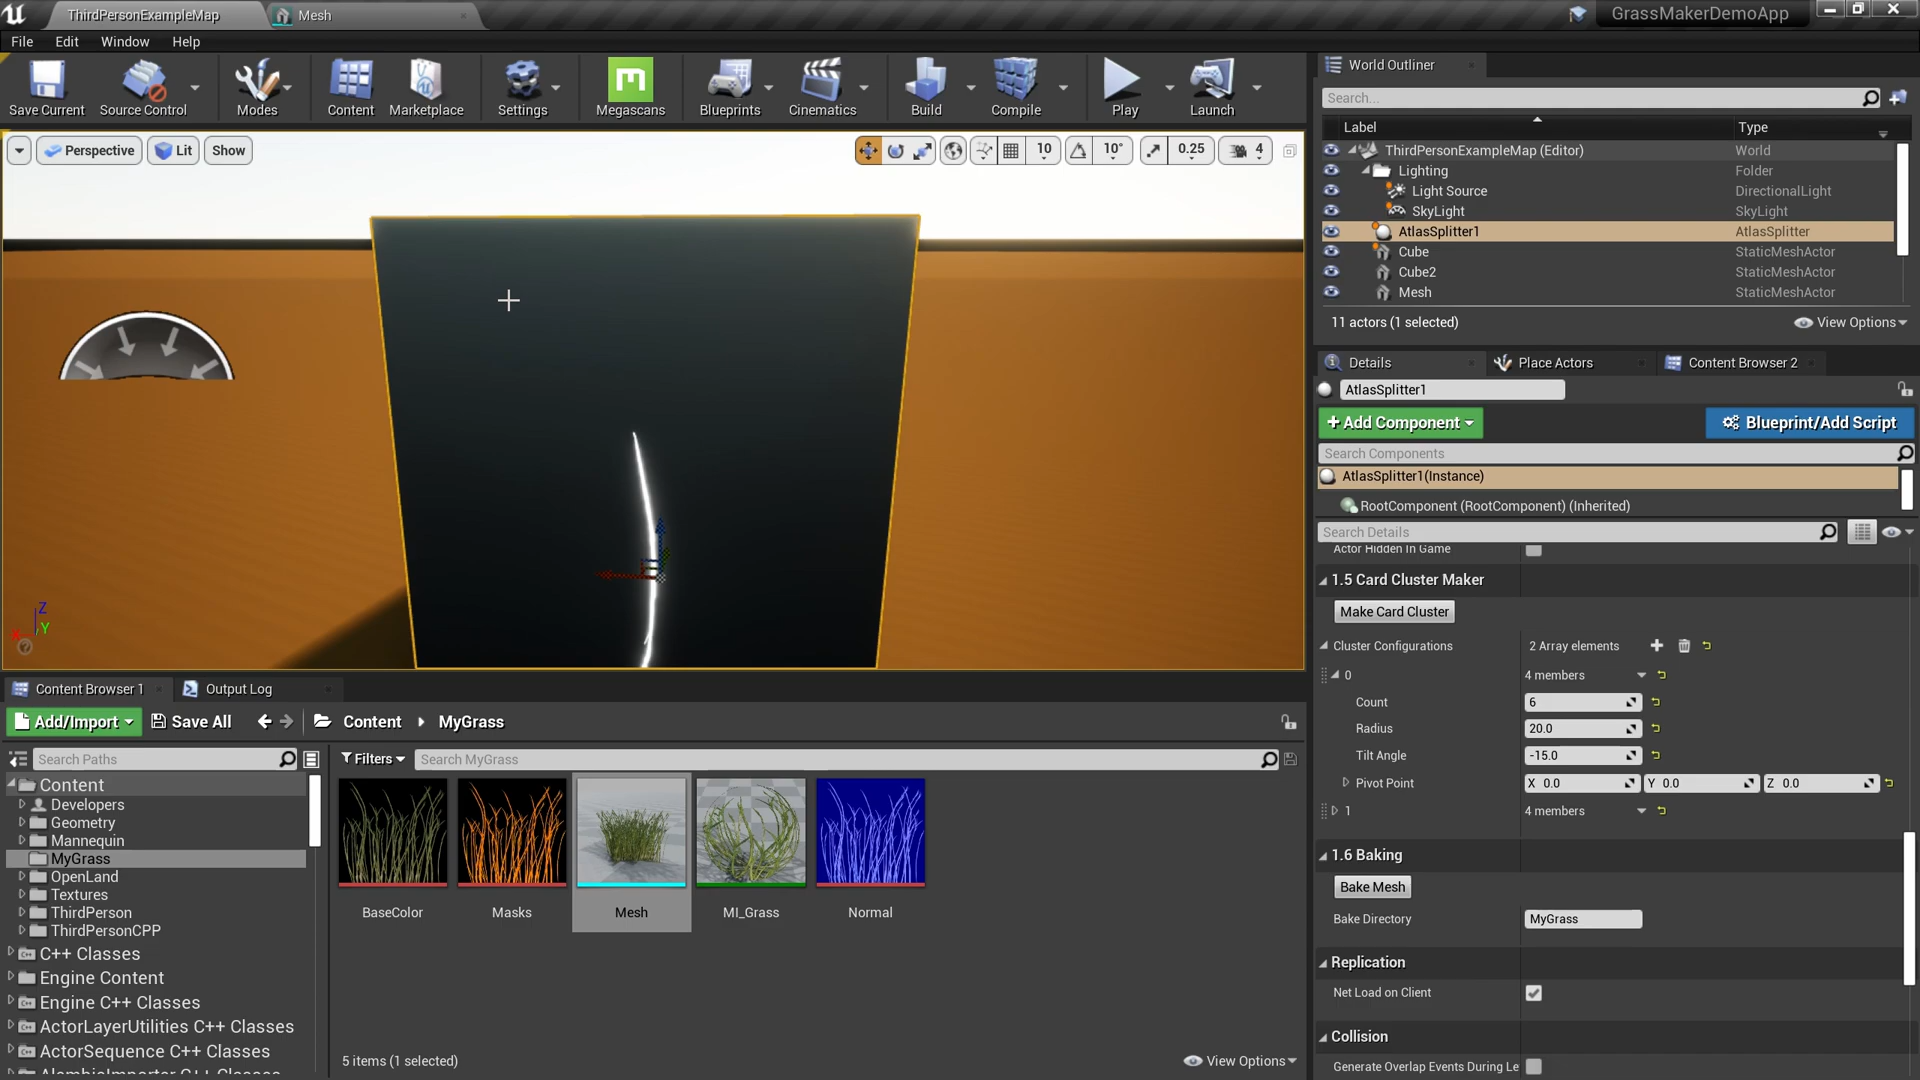 ThirdPersonExampleMap
Mesh
GrassMakerDemoApp
File Edit Window Help
Save Current
Source Control
Modes
Content
Marketplace
Settings
Megascans
Blueprints
Cinematics
Build
Compile
Play
Launch
Perspective
Lit
Show
10
10°
0.25
4
Z
Y
World Outliner
Search...
Label Type
ThirdPersonExampleMap (Editor) World
Lighting Folder
Light Source DirectionalLight
SkyLight SkyLight
AtlasSplitter1 AtlasSplitter
Cube StaticMeshActor
Cube2 StaticMeshActor
Mesh StaticMeshActor
11 actors (1 selected)
View Options
Details
Place Actors
Content Browser 2
AtlasSplitter1
+ Add Component
Blueprint/Add Script
Search Components
AtlasSplitter1(Instance)
RootComponent (RootComponent) (Inherited)
Search Details
Actor Hidden In Game
1.5 Card Cluster Maker
Make Card Cluster
Cluster Configurations 2 Array elements
0 4 members
Count 6
Radius 20.0
Tilt Angle -15.0
Pivot Point X 0.0 Y 0.0 Z 0.0
1 4 members
1.6 Baking
Bake Mesh
Bake Directory MyGrass
Replication
Net Load on Client
Collision
Generate Overlap Events During Le
Content Browser 1
Output Log
Add/Import
Save All
Content
MyGrass
Search Paths
Filters
Search MyGrass
Content
Developers
Geometry
Mannequin
MyGrass
OpenLand
Textures
ThirdPerson
ThirdPersonCPP
C++ Classes
Engine Content
Engine C++ Classes
ActorLayerUtilities C++ Classes
ActorSequence C++ Classes
AlembicImporter C++ Classes
BaseColor
Masks
Mesh
MI_Grass
Normal
5 items (1 selected)
View Options